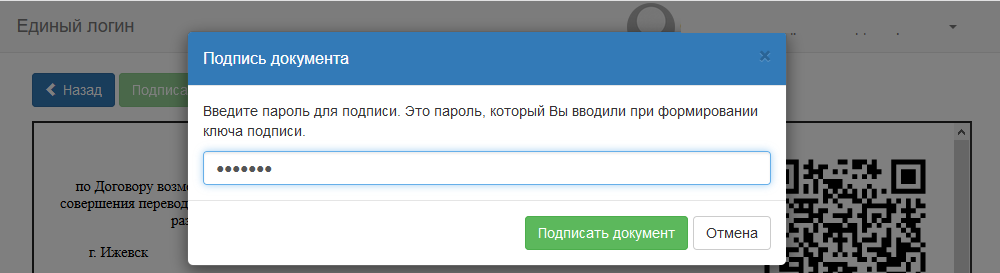 Единый логин
Подпись документа
×
Назад
Подписа
Введите пароль для подписи. Это пароль, который Вы вводили при формировании
ключа подписи.
•••••••
по Договору возм
совершения перевод
раз
г. Ижевск
Подписать документ
Отмена